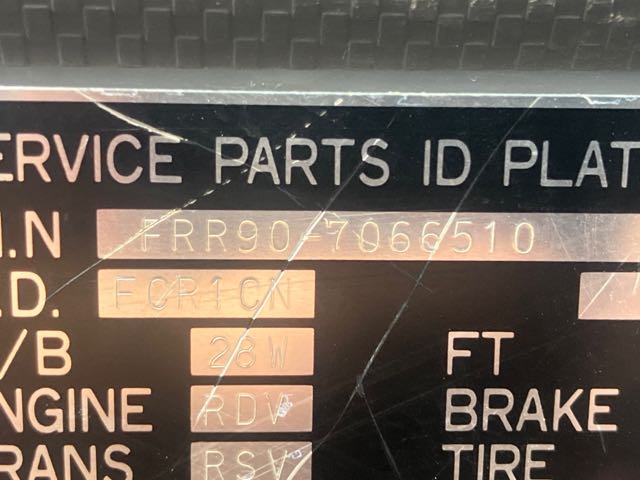 ERVICE PARTS ID PLAT
.N FRR90-7066510
.D. FCR1CN
/B 28W FT
NGINE RDV BRAKE
RANS RSV TIRE